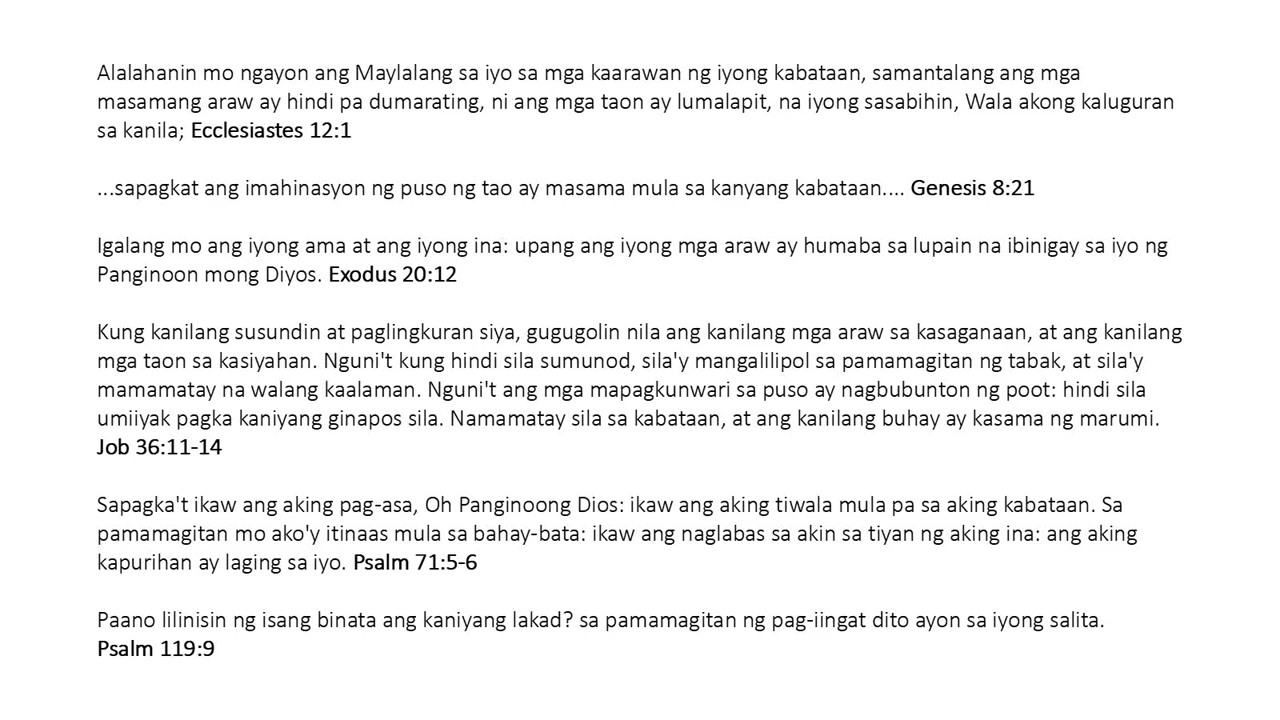 Alalahanin mo ngayon ang Maylalang sa iyo sa mga kaarawan ng iyong kabataan, samantalang ang mga
masamang araw ay hindi pa dumarating, ni ang mga taon ay lumalapit, na iyong sasabihin, Wala akong kaluguran
sa kanila; Ecclesiastes 12:1
...sapagkat ang imahinasyon ng puso ng tao ay masama mula sa kanyang kabataan.... Genesis 8:21
Igalang mo ang iyong ama at ang iyong ina: upang ang iyong mga araw ay humaba sa lupain na ibinigay sa iyo ng
Panginoon mong Diyos. Exodus 20:12
Kung kanilang susundin at paglingkuran siya, gugugolin nila ang kanilang mga araw sa kasaganaan, at ang kanilang
mga taon sa kasiyahan. Nguni't kung hindi sila sumunod, sila'y mangalilipol sa pamamagitan ng tabak, at sila'y
mamamatay na walang kaalaman. Nguni't ang mga mapagkunwari sa puso ay nagbubunton ng poot: hindi sila
umiiyak pagka kaniyang ginapos sila. Namamatay sila sa kabataan, at ang kanilang buhay ay kasama ng marumi.
Job 36:11-14
Sapagka't ikaw ang aking pag-asa, Oh Panginoong Dios: ikaw ang aking tiwala mula pa sa aking kabataan. Sa
pamamagitan mo ako'y itinaas mula sa bahay-bata: ikaw ang naglabas sa akin sa tiyan ng aking ina: ang aking
kapurihan ay laging sa iyo. Psalm 71:5-6
Paano lilinisin ng isang binata ang kaniyang lakad? sa pamamagitan ng pag-iingat dito ayon sa iyong salita.
Psalm 119:9